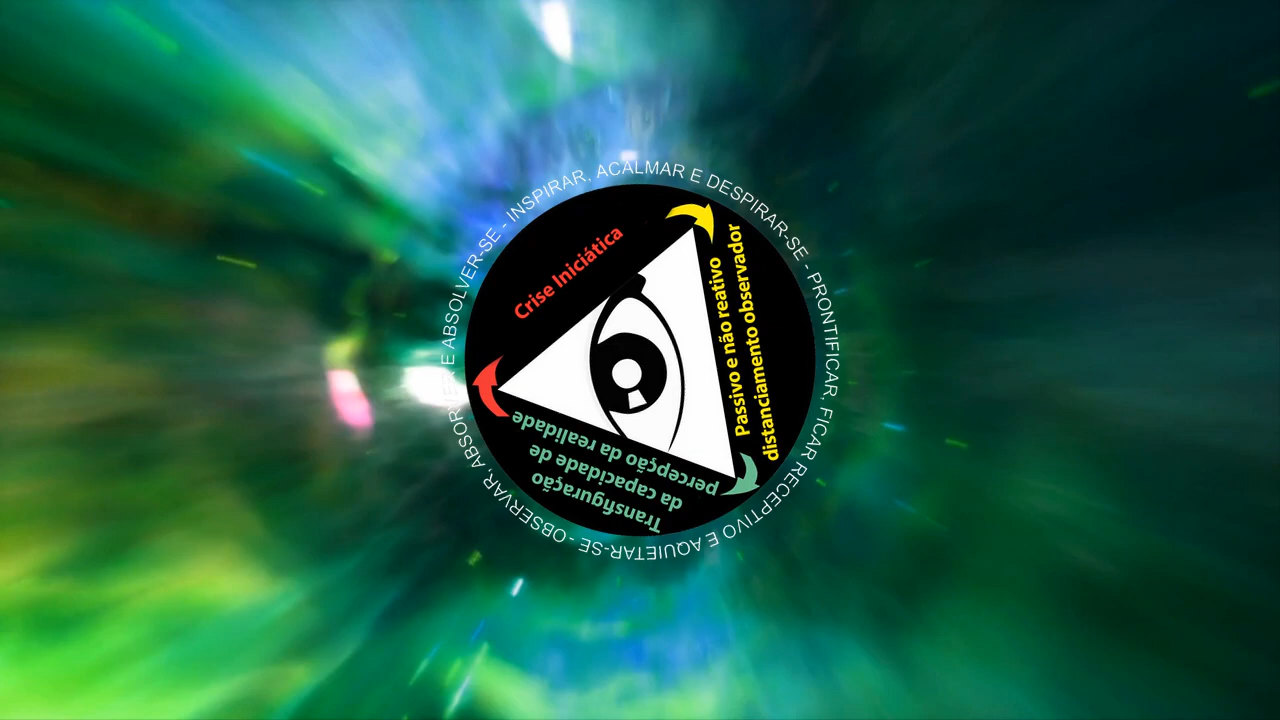 INSPIRAR, ACALMAR E DESPIRAR-SE - PRONTIFICAR, FICAR RECEPTIVO E AQUIETAR-SE - OBSERVAR, ABSORVER E ABSOLVER-SE -
Crise Iniciática
Passivo e não reativo
distanciamento observador
Transfiguração
da capacidade de
percepção da realidade